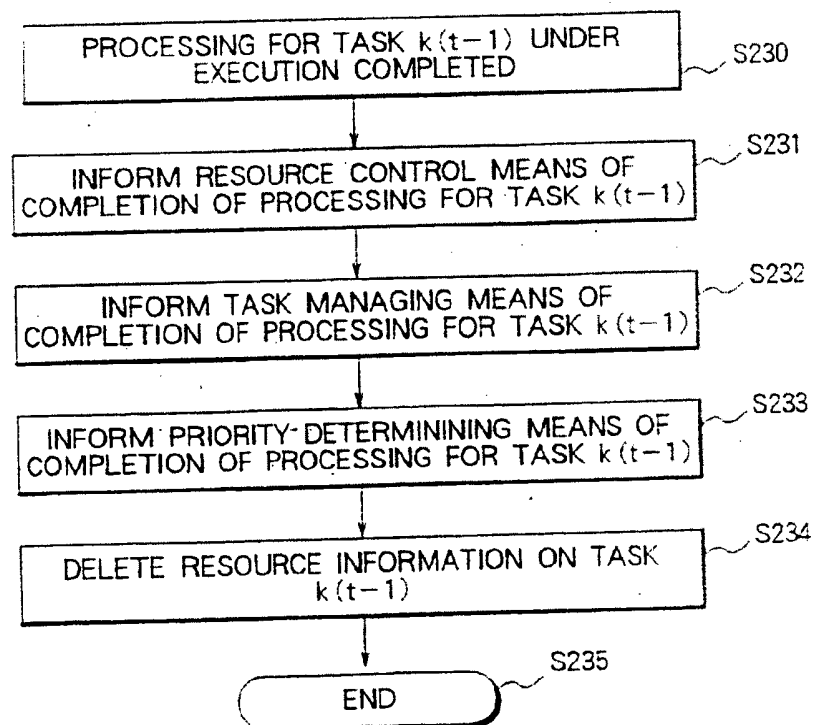 PROCESSING FOR TASK k(t-1) UNDER
EXECUTION COMPLETED
S230
INFORM RESOURCE CONTROL MEANS OF
COMPLETION OF PROCESSING FOR TASK k(t-1)
S231
INFORM TASK MANAGING MEANS OF
COMPLETION OF PROCESSING FOR TASK k(t-1)
S232
INFORM PRIORITY-DETERMINING MEANS OF
COMPLETION OF PROCESSING FOR TASK k(t-1)
S233
DELETE RESOURCE INFORMATION ON TASK
k(t-1)
S234
END
S235